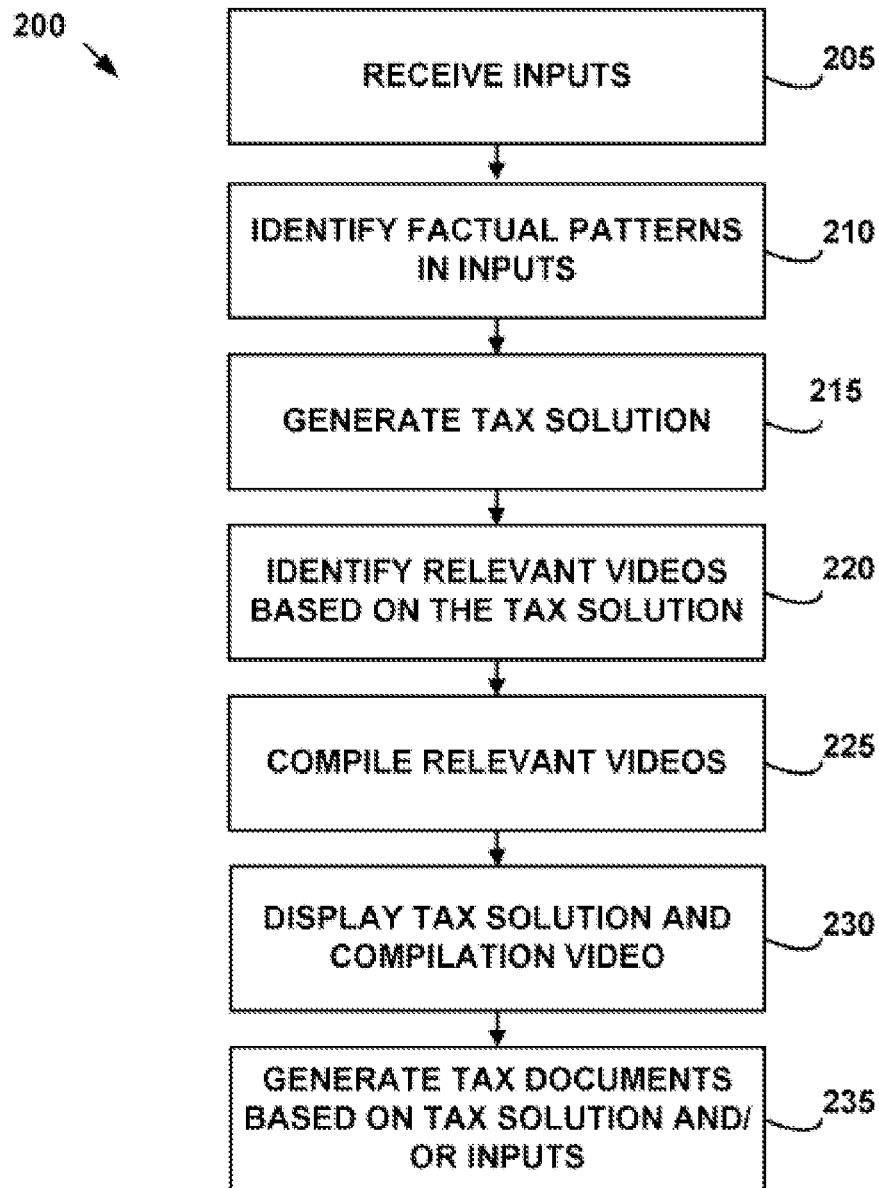 200
RECEIVE INPUTS
205
IDENTIFY FACTUAL PATTERNS
IN INPUTS
210
GENERATE TAX SOLUTION
215
IDENTIFY RELEVANT VIDEOS
BASED ON THE TAX SOLUTION
220
COMPILE RELEVANT VIDEOS
225
DISPLAY TAX SOLUTION AND
COMPILATION VIDEO
230
GENERATE TAX DOCUMENTS
BASED ON TAX SOLUTION AND/
OR INPUTS
235